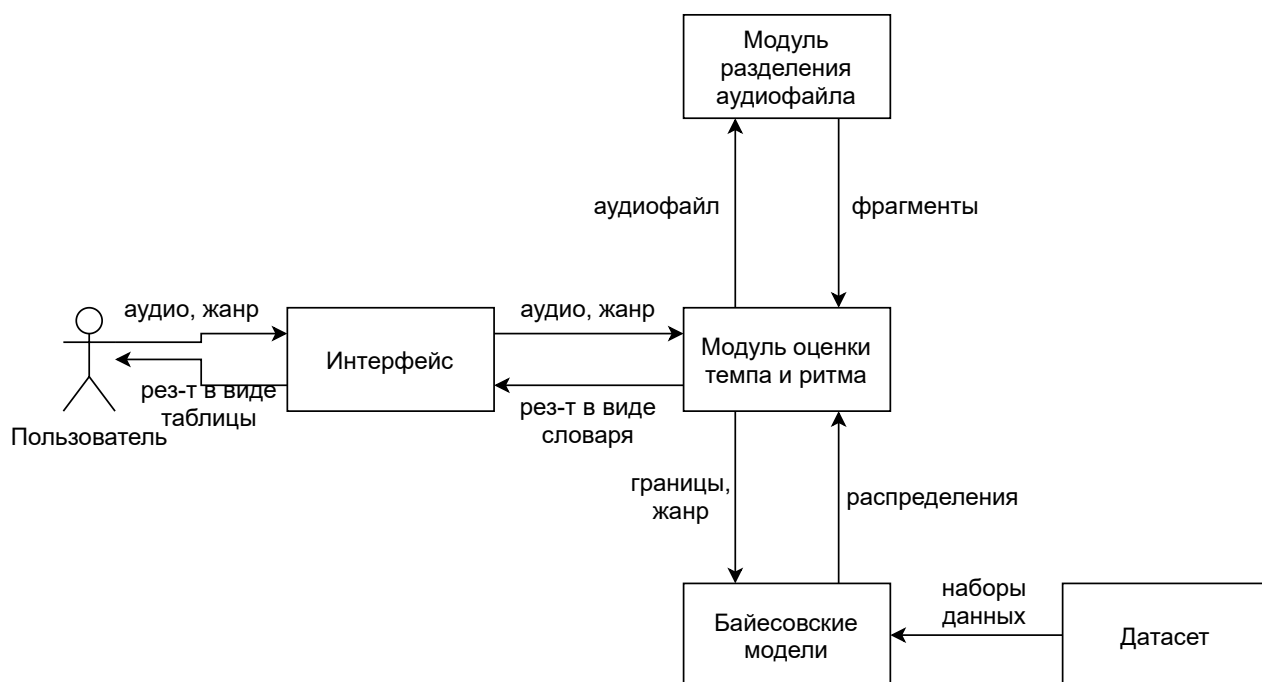 Модуль
разделения
аудиофайла
аудиофайл
фрагменты
аудио, жанр
аудио, жанр
Интерфейс
Модуль оценки
темпа и ритма
рез-т в виде
таблицы
рез-т в виде
словаря
Пользователь
границы,
жанр
распределения
Байесовские
модели
наборы
данных
Датасет